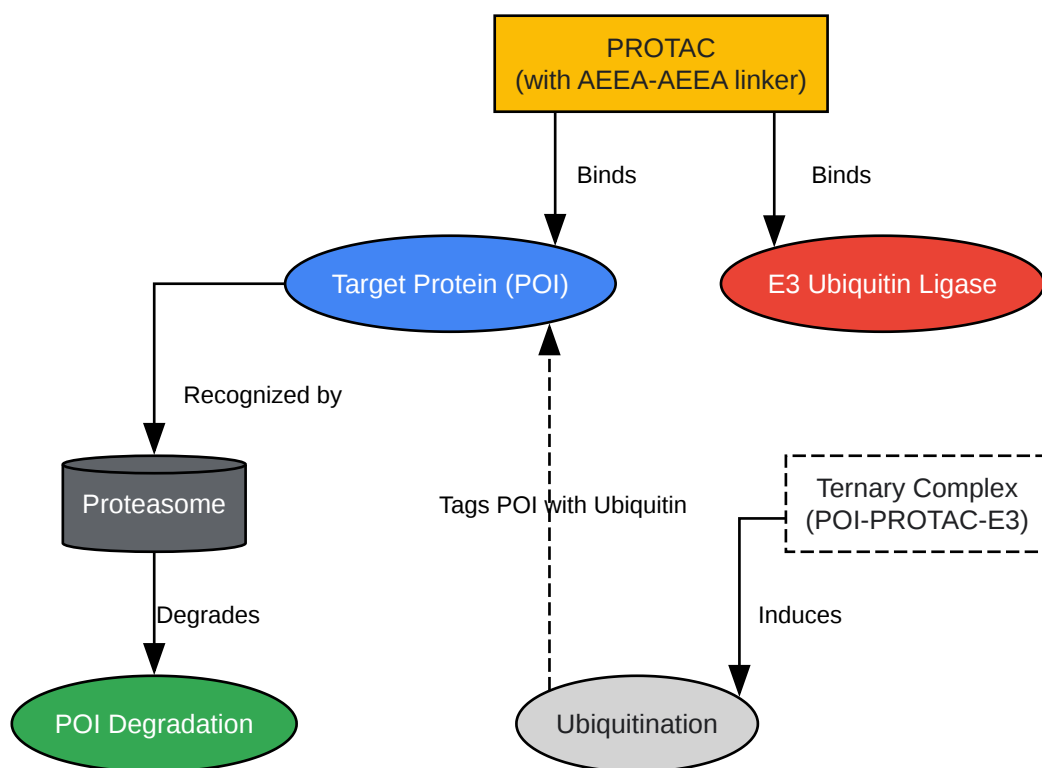 PROTAC
(with AEEA-AEEA linker)
Binds
Binds
Target Protein (POI)
E3 Ubiquitin Ligase
Recognized by
Proteasome
Tags POI with Ubiquitin
Ternary Complex
(POI-PROTAC-E3)
Degrades
Induces
POI Degradation
Ubiquitination